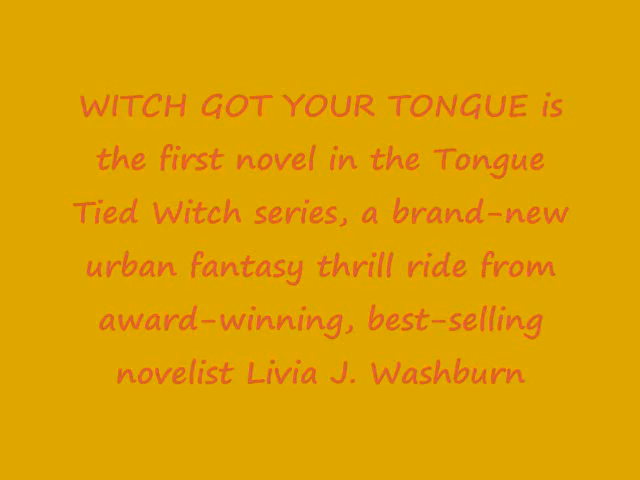 WITCH GOT YOUR TONGUE is
the first novel in the Tongue
Tied Witch series, a brand-new
urban fantasy thrill ride from
award-winning, best-selling
novelist Livia J. Washburn